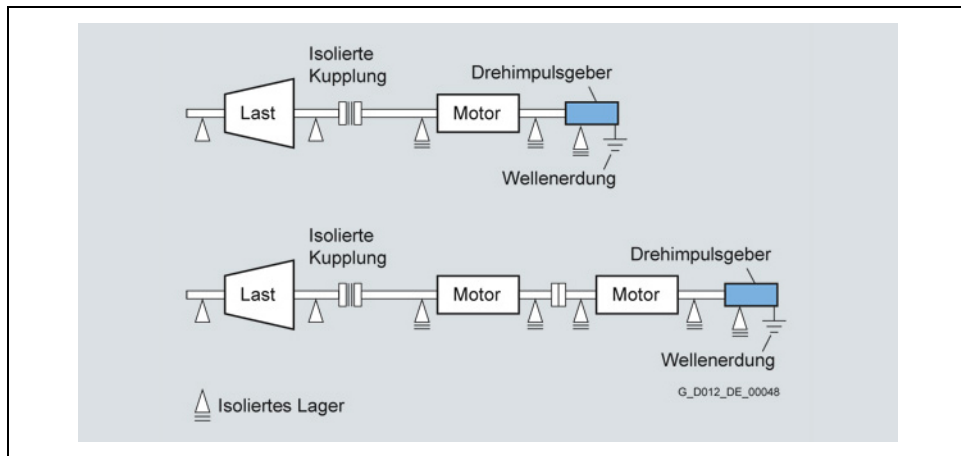 Isolierte
Kupplung
Drehimpulsgeber
Last
Motor
Wellenerdung
Isolierte
Kupplung
Drehimpulsgeber
Last
Motor
Motor
Wellenerdung
G_D012_DE_00048
Isoliertes Lager